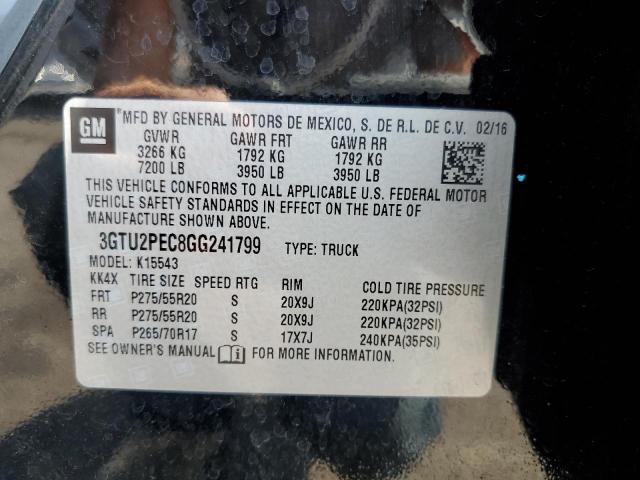 GM
®MFD BY GENERAL MOTORS DE MEXICO, S. DE R.L. DE C.V. 02/16
GVWR GAWR FRT GAWR RR
3266 KG 1792 KG 1792 KG
7200 LB 3950 LB 3950 LB
THIS VEHICLE CONFORMS TO ALL APPLICABLE U.S. FEDERAL MOTOR
VEHICLE SAFETY STANDARDS IN EFFECT ON THE DATE OF
MANUFACTURE SHOWN ABOVE.
3GTU2PEC8GG241799 TYPE: TRUCK
MODEL: K15543
KK4X TIRE SIZE SPEED RTG RIM COLD TIRE PRESSURE
FRT P275/55R20 S 20X9J 220KPA(32PSI)
RR P275/55R20 S 20X9J 220KPA(32PSI)
SPA P265/70R17 S 17X7J 240KPA(35PSI)
SEE OWNER'S MANUAL FOR MORE INFORMATION.